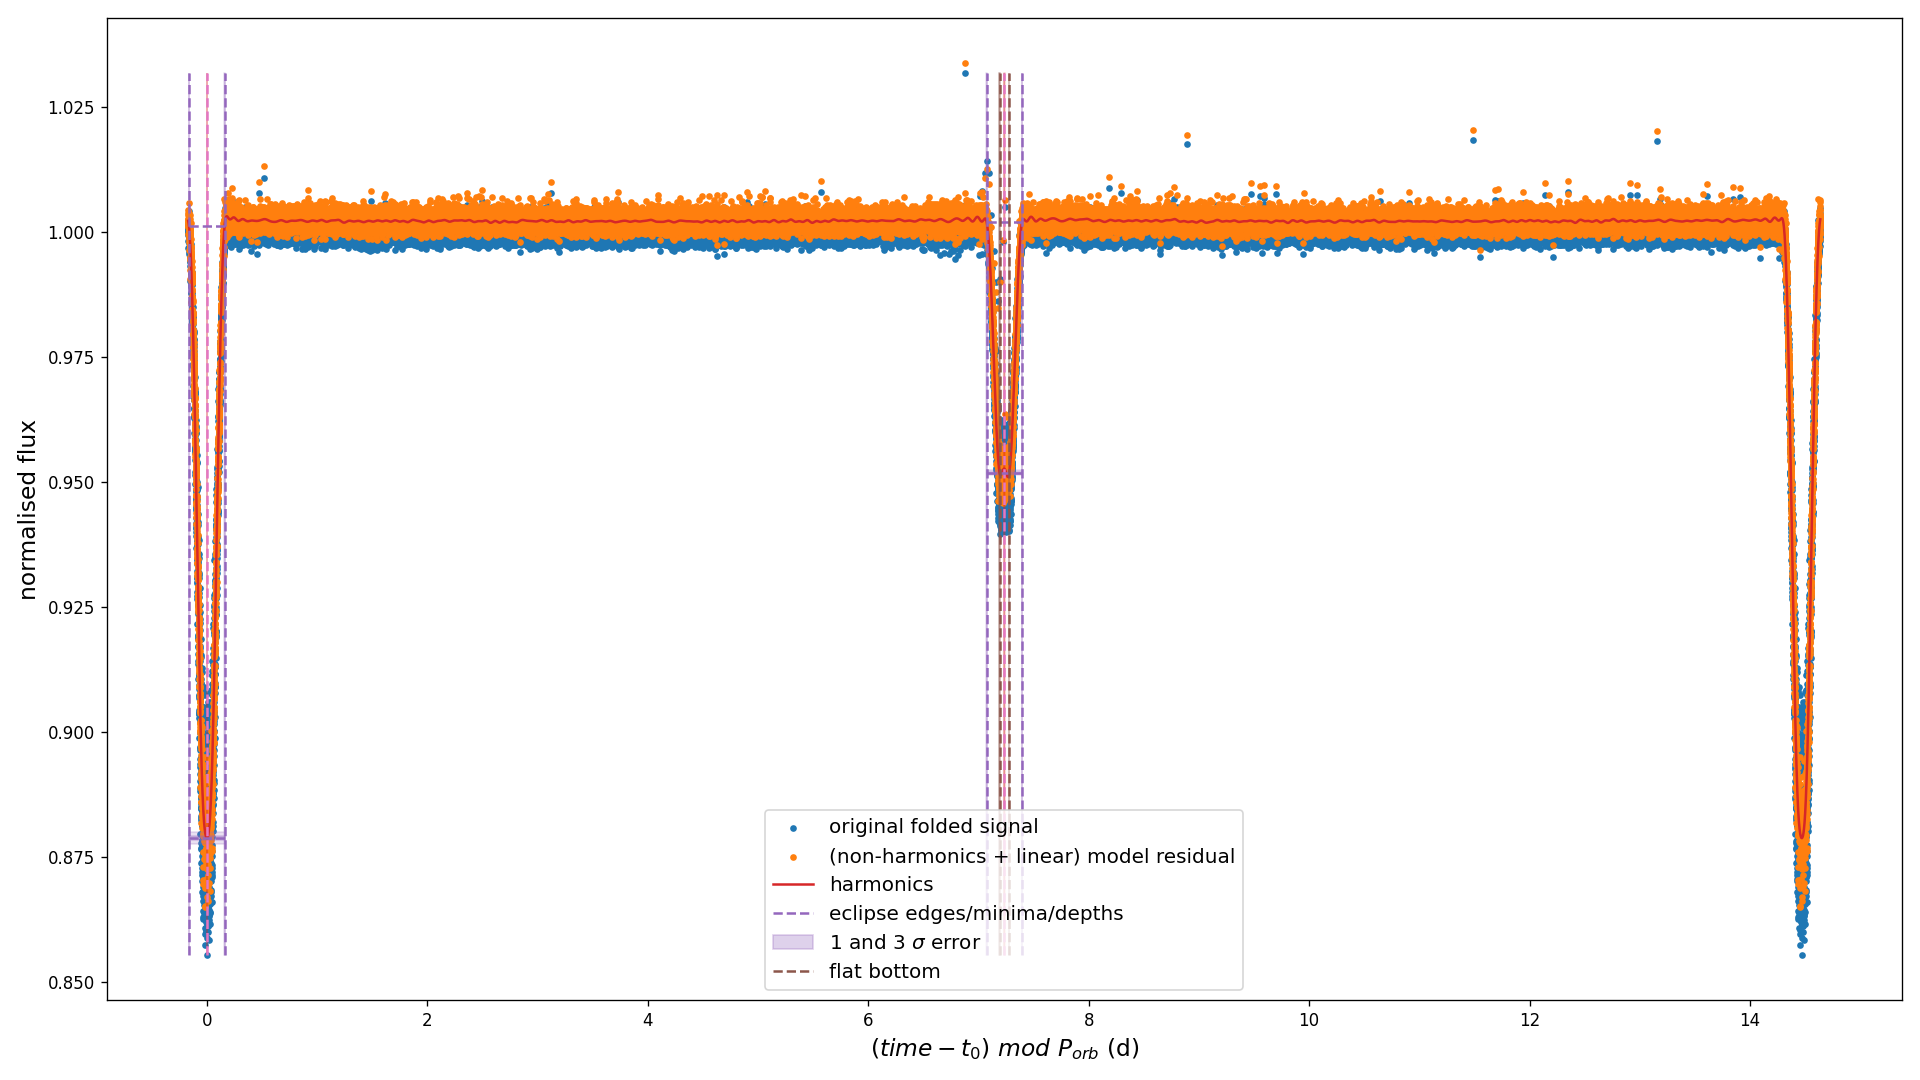 normalised flux
1.025
1.000
0.975
0.950
0.925
0.900
0.875
0.850
original folded signal
(non-harmonics + linear) model residual
harmonics
eclipse edges/minima/depths
1 and 3 σ error
flat bottom
0 2 4 6 8 10 12 14
(time − t₀) mod P_orb (d)